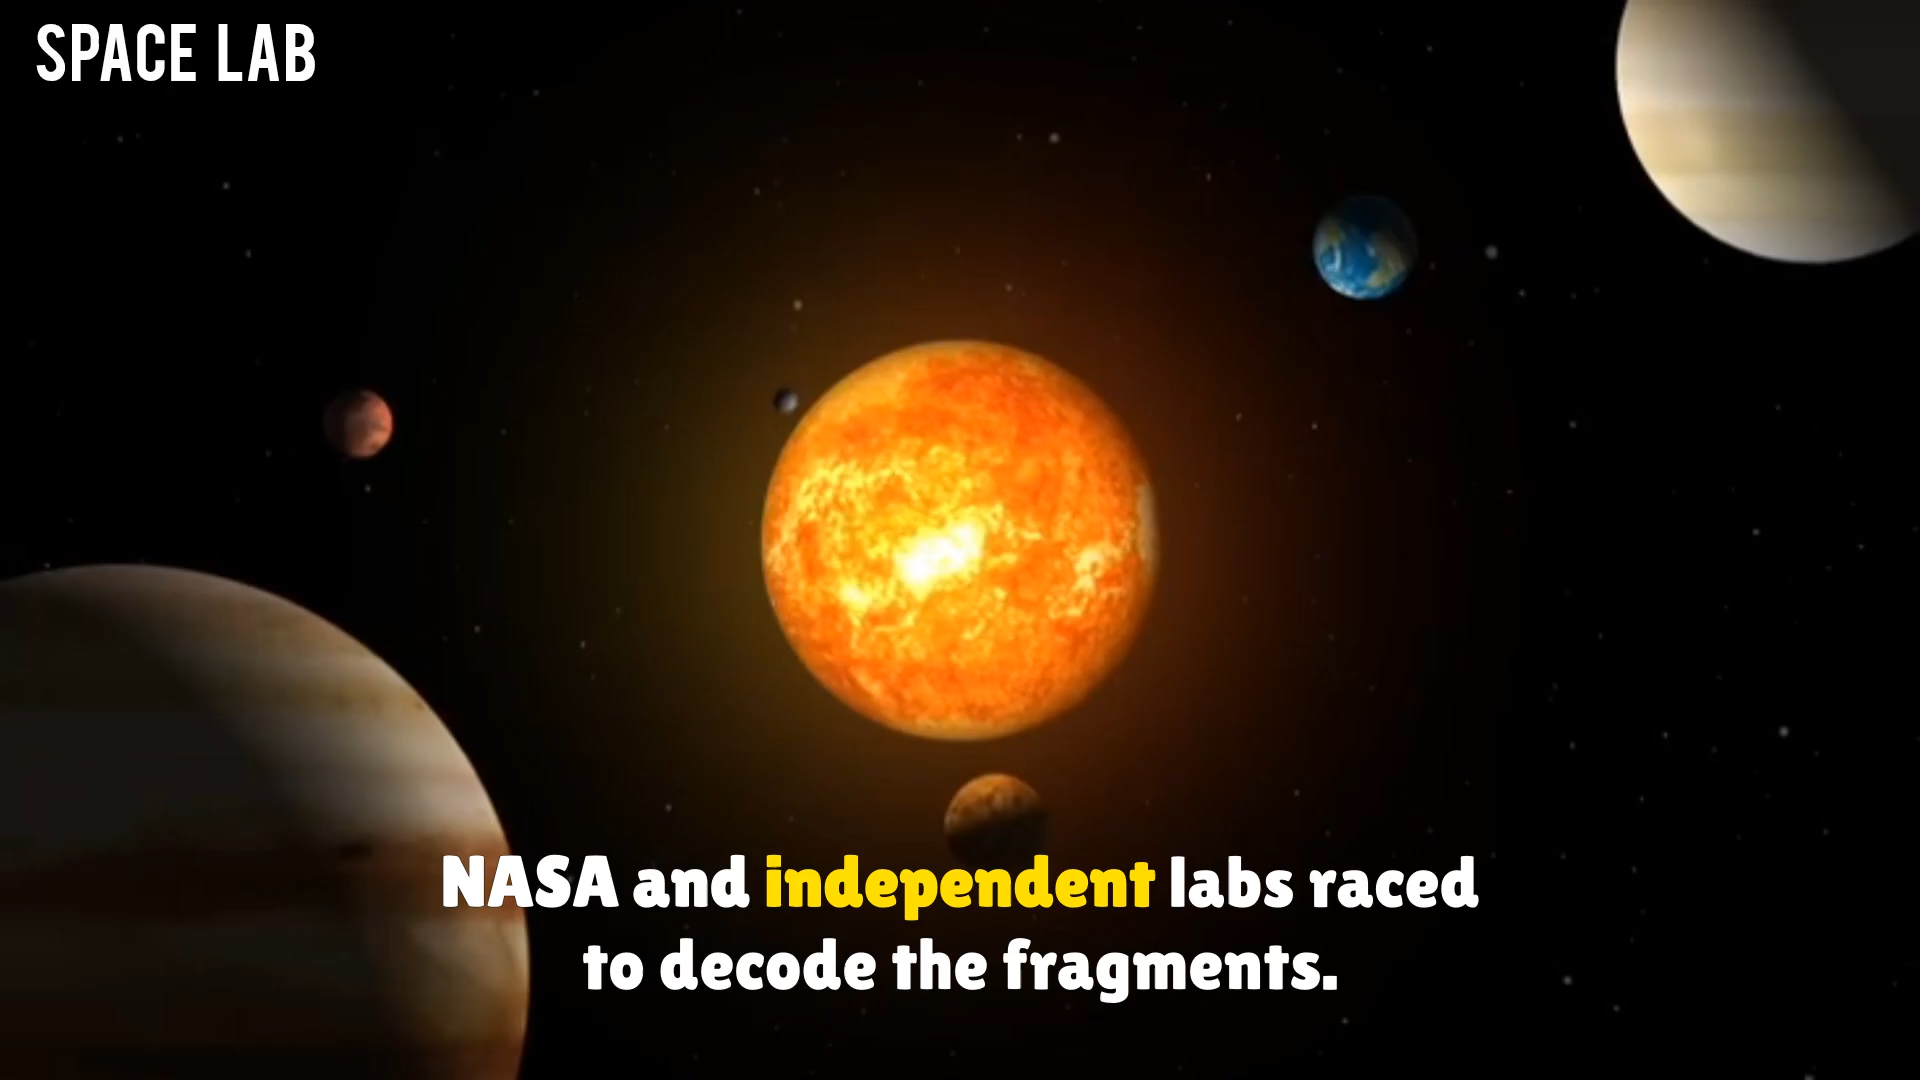 SPACE LAB
NASA and independent labs raced
to decode the fragments.